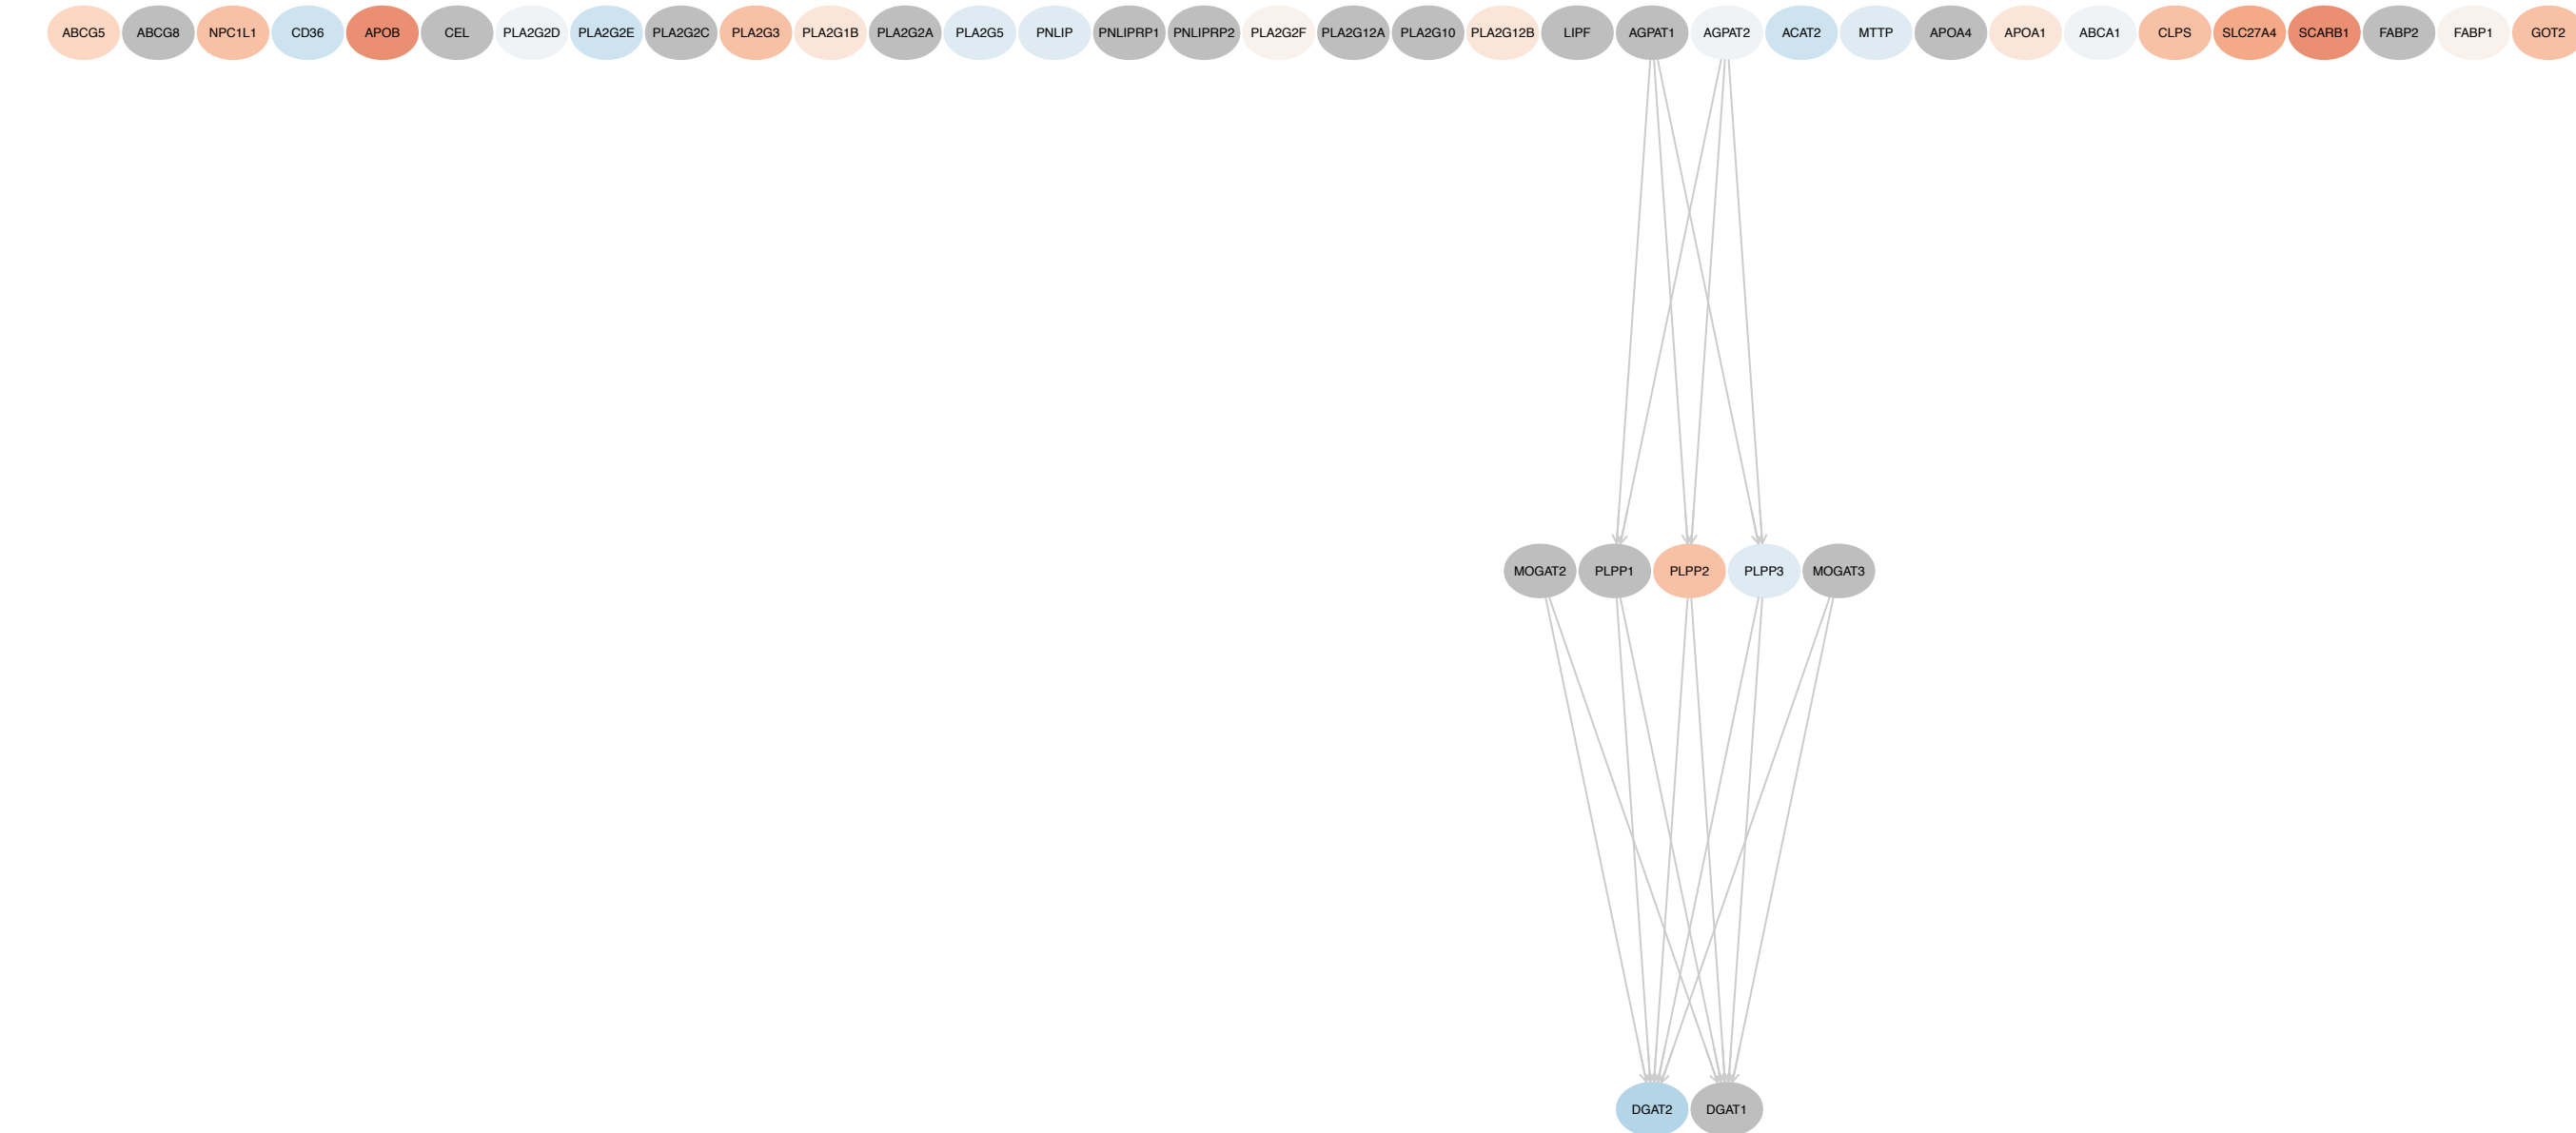 ABCG5 ABCG8 NPC1L1 CD36 APOB CEL PLA2G2D PLA2G2E PLA2G2C PLA2G3 PLA2G1B PLA2G2A PLA2G5 PNLIP PNLIPRP1 PNLIPRP2 PLA2G2F PLA2G12A PLA2G10 PLA2G12B LIPF AGPAT1 AGPAT2 ACAT2 MTTP APOA4 APOA1 ABCA1 CLPS SLC27A4 SCARB1 FABP2 FABP1 GOT2
MOGAT2 PLPP1 PLPP2 PLPP3 MOGAT3
DGAT2 DGAT1